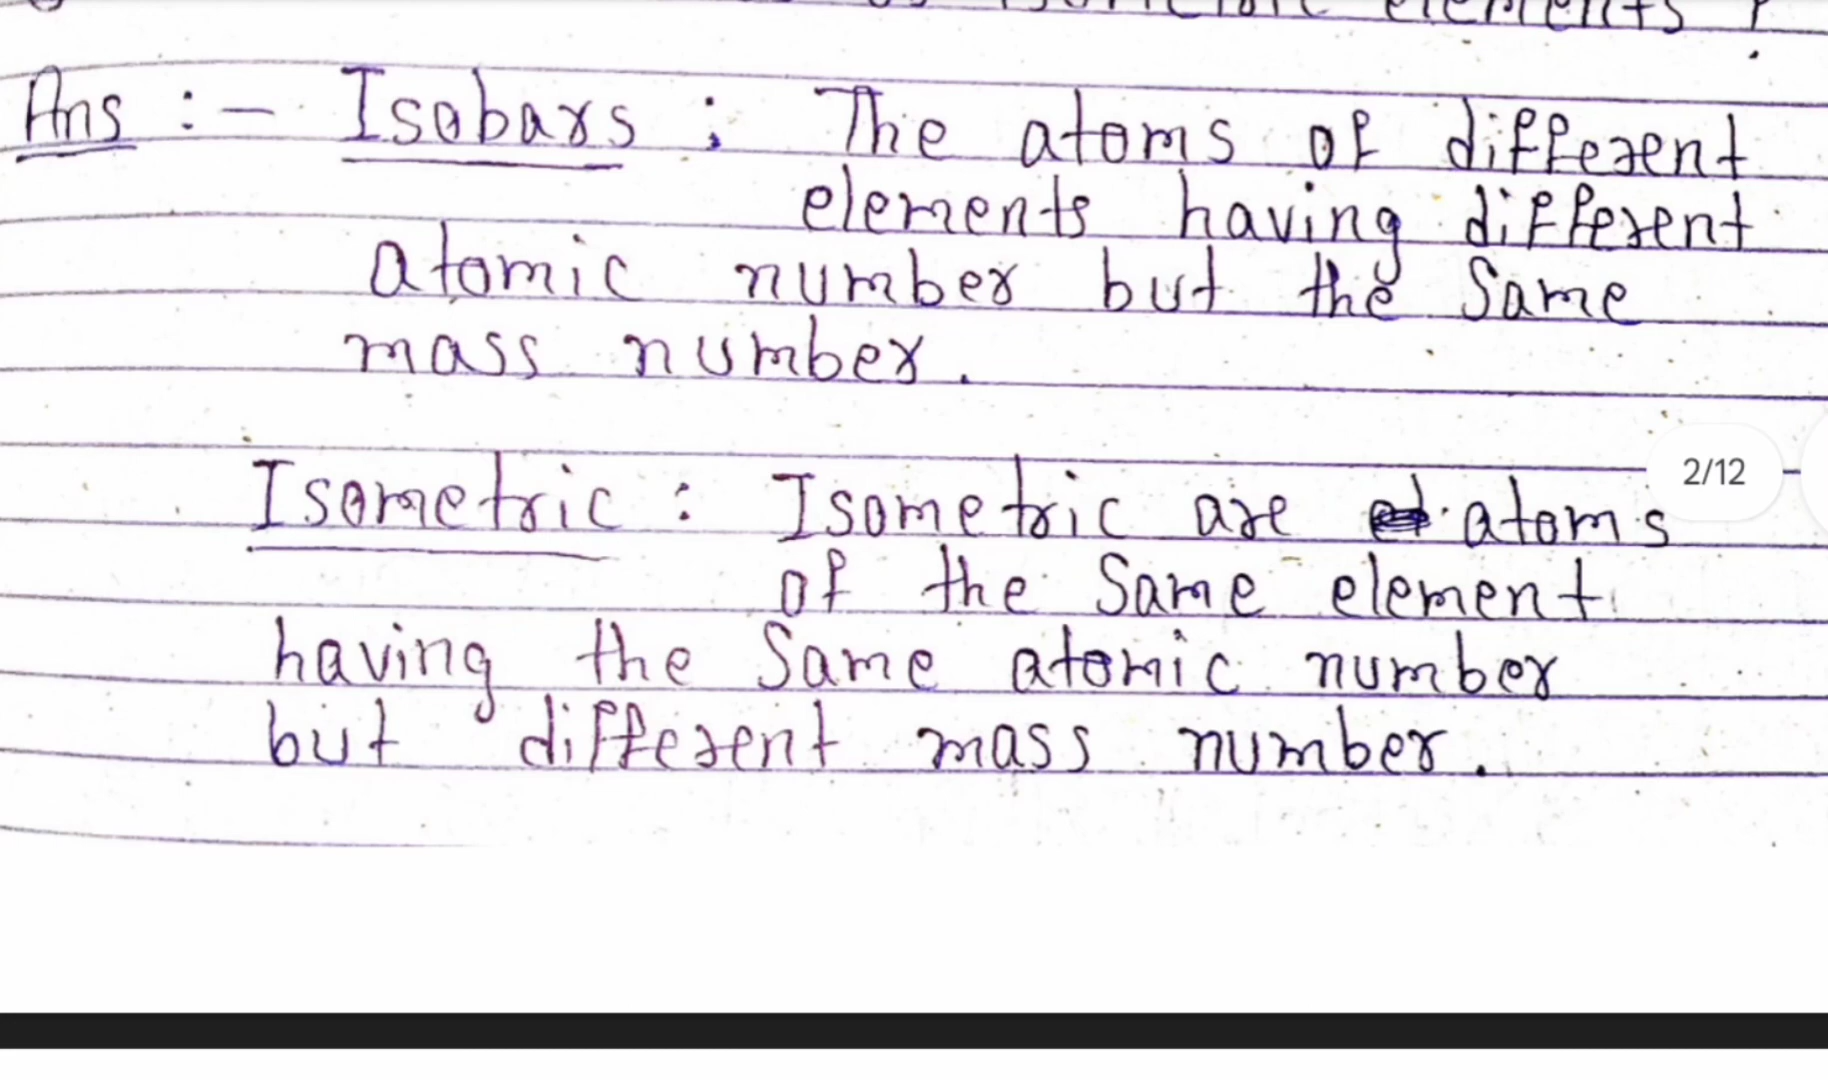 elements ?
Ans :- Isobars ; The atoms of different
elements having different
atomic number but the Same
mass number.
2/12
Isometric : Isometric are atoms
of the Same element
having the Same atomic number
but different mass number.